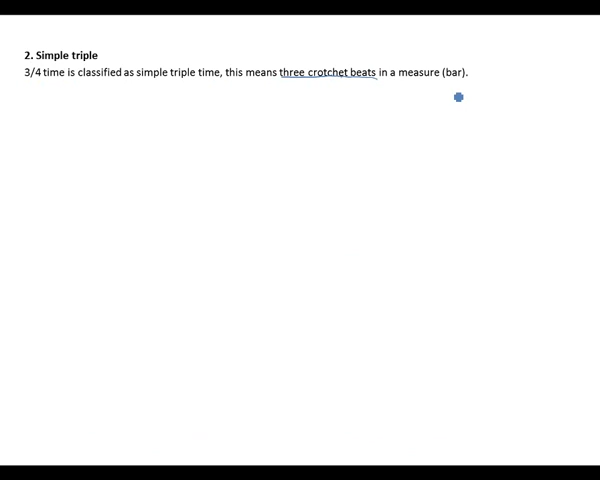 2. Simple triple
3/4 time is classified as simple triple time, this means three crotchet beats in a measure (bar).